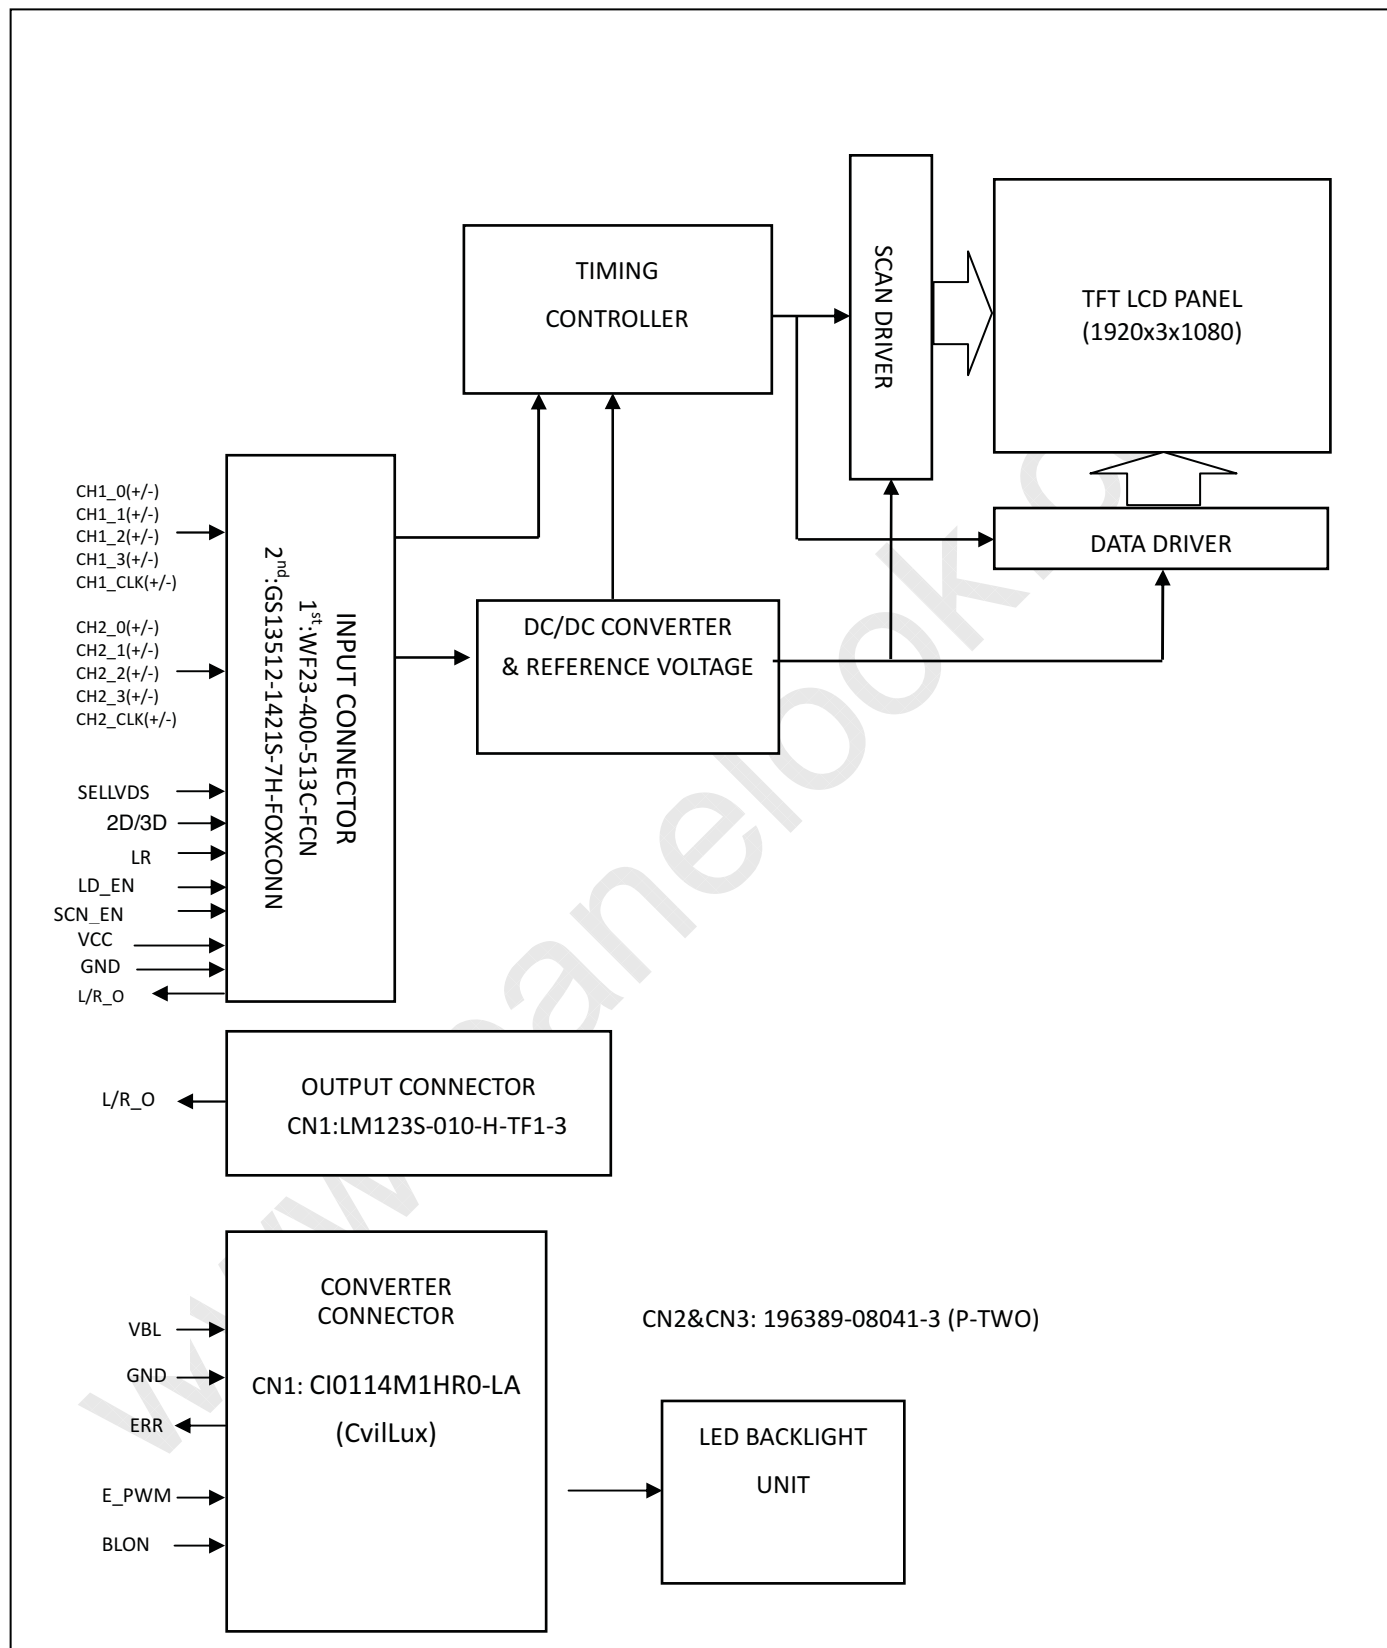 TIMING
CONTROLLER
SCAN DRIVER
TFT LCD PANEL
(1920x3x1080)
DATA DRIVER
CH1_0(+/-)
CH1_1(+/-)
CH1_2(+/-)
CH1_3(+/-)
CH1_CLK(+/-)
CH2_0(+/-)
CH2_1(+/-)
CH2_2(+/-)
CH2_3(+/-)
CH2_CLK(+/-)
SELLVDS
2D/3D
LR
LD_EN
SCN_EN
VCC
GND
L/R_O
INPUT CONNECTOR
1st:WF23-400-513C-FCN
2nd:GS13512-1421S-7H-FOXCONN
DC/DC CONVERTER
& REFERENCE VOLTAGE
L/R_O
OUTPUT CONNECTOR
CN1:LM123S-010-H-TF1-3
VBL
GND
ERR
E_PWM
BLON
CONVERTER
CONNECTOR
CN1: CI0114M1HR0-LA
(CvilLux)
CN2&CN3: 196389-08041-3 (P-TWO)
LED BACKLIGHT
UNIT